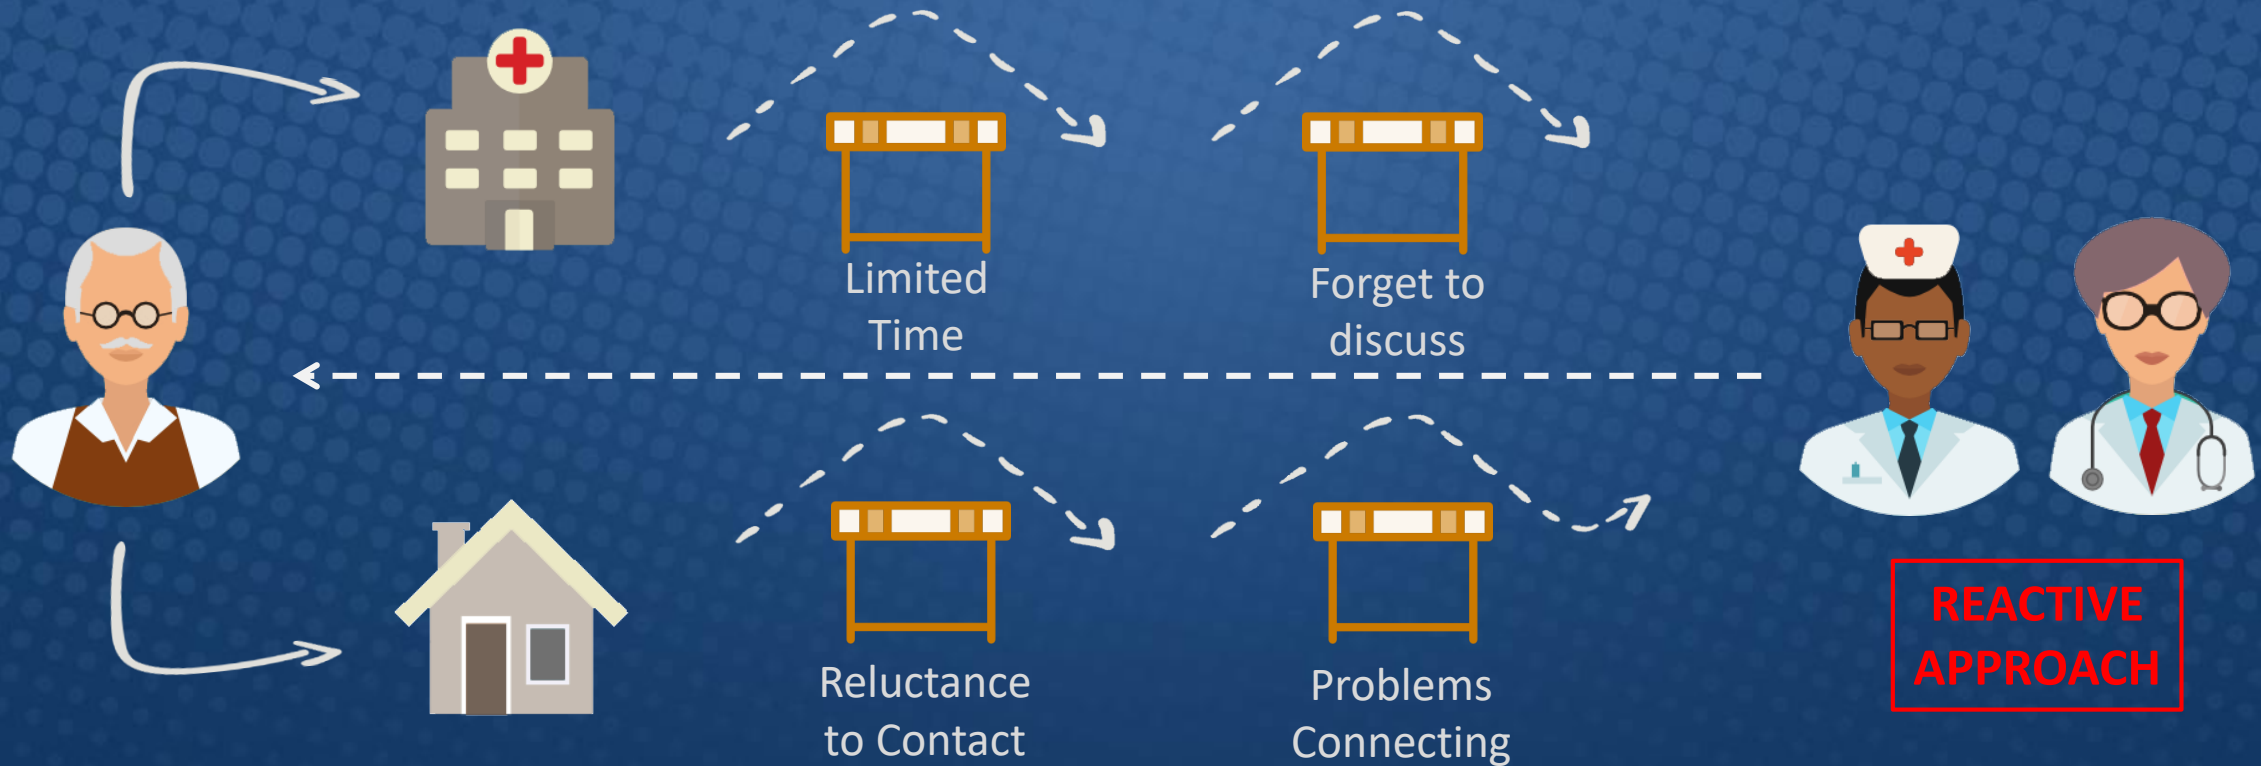 Limited
Time
Forget to
discuss
Reluctance
to Contact
Problems
Connecting
REACTIVE
APPROACH